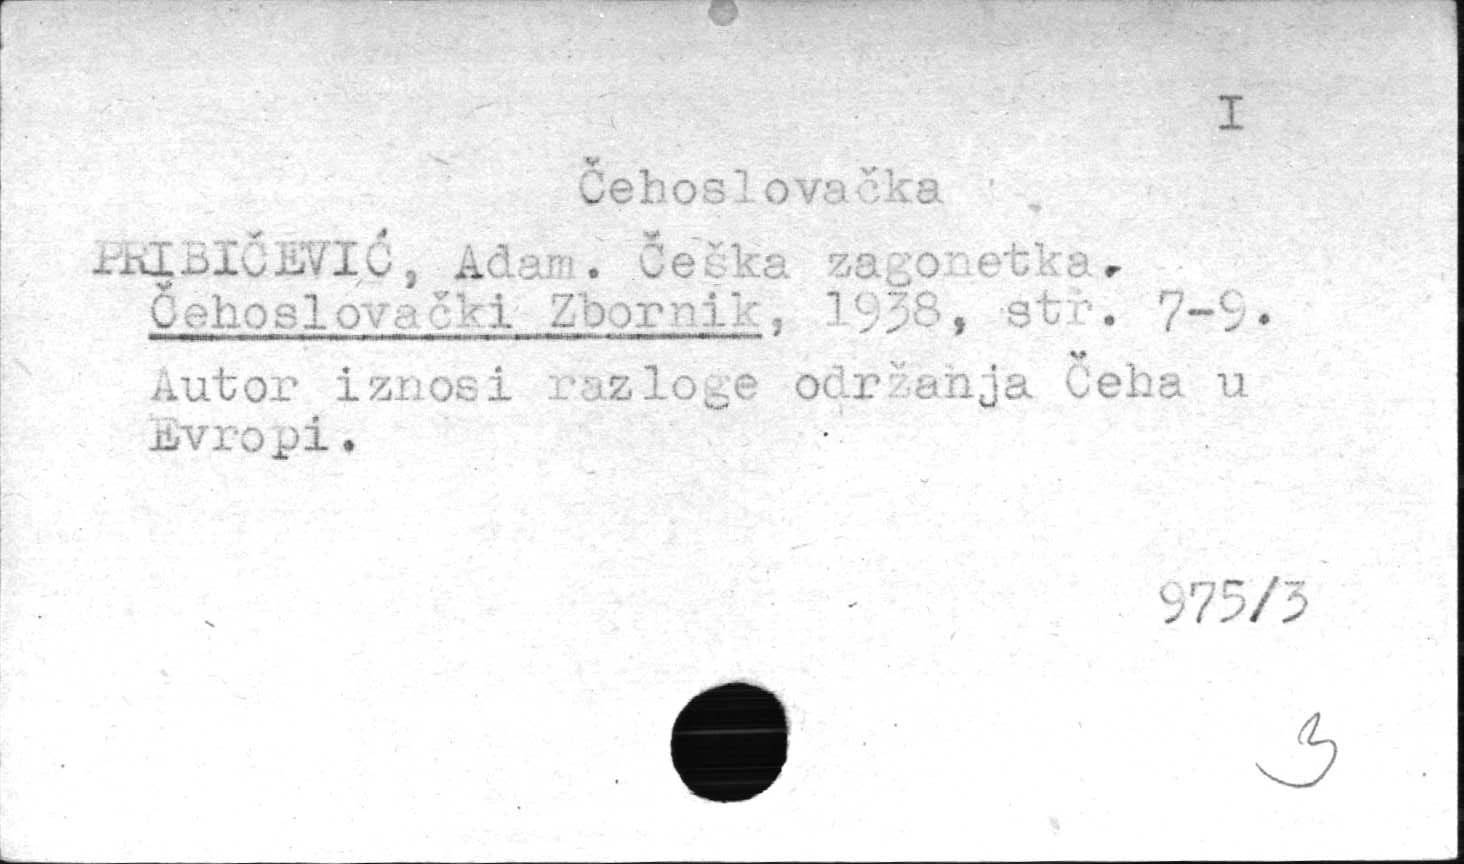 I
Čehoslovačka
PRIBIČEVIĆ, Adam. Češka zagonetka.
Čehoslovački Zbornik, 1938, str. 7-9.
Autor iznosi razloge održanja Čeha u
Evropi.
975/3
3